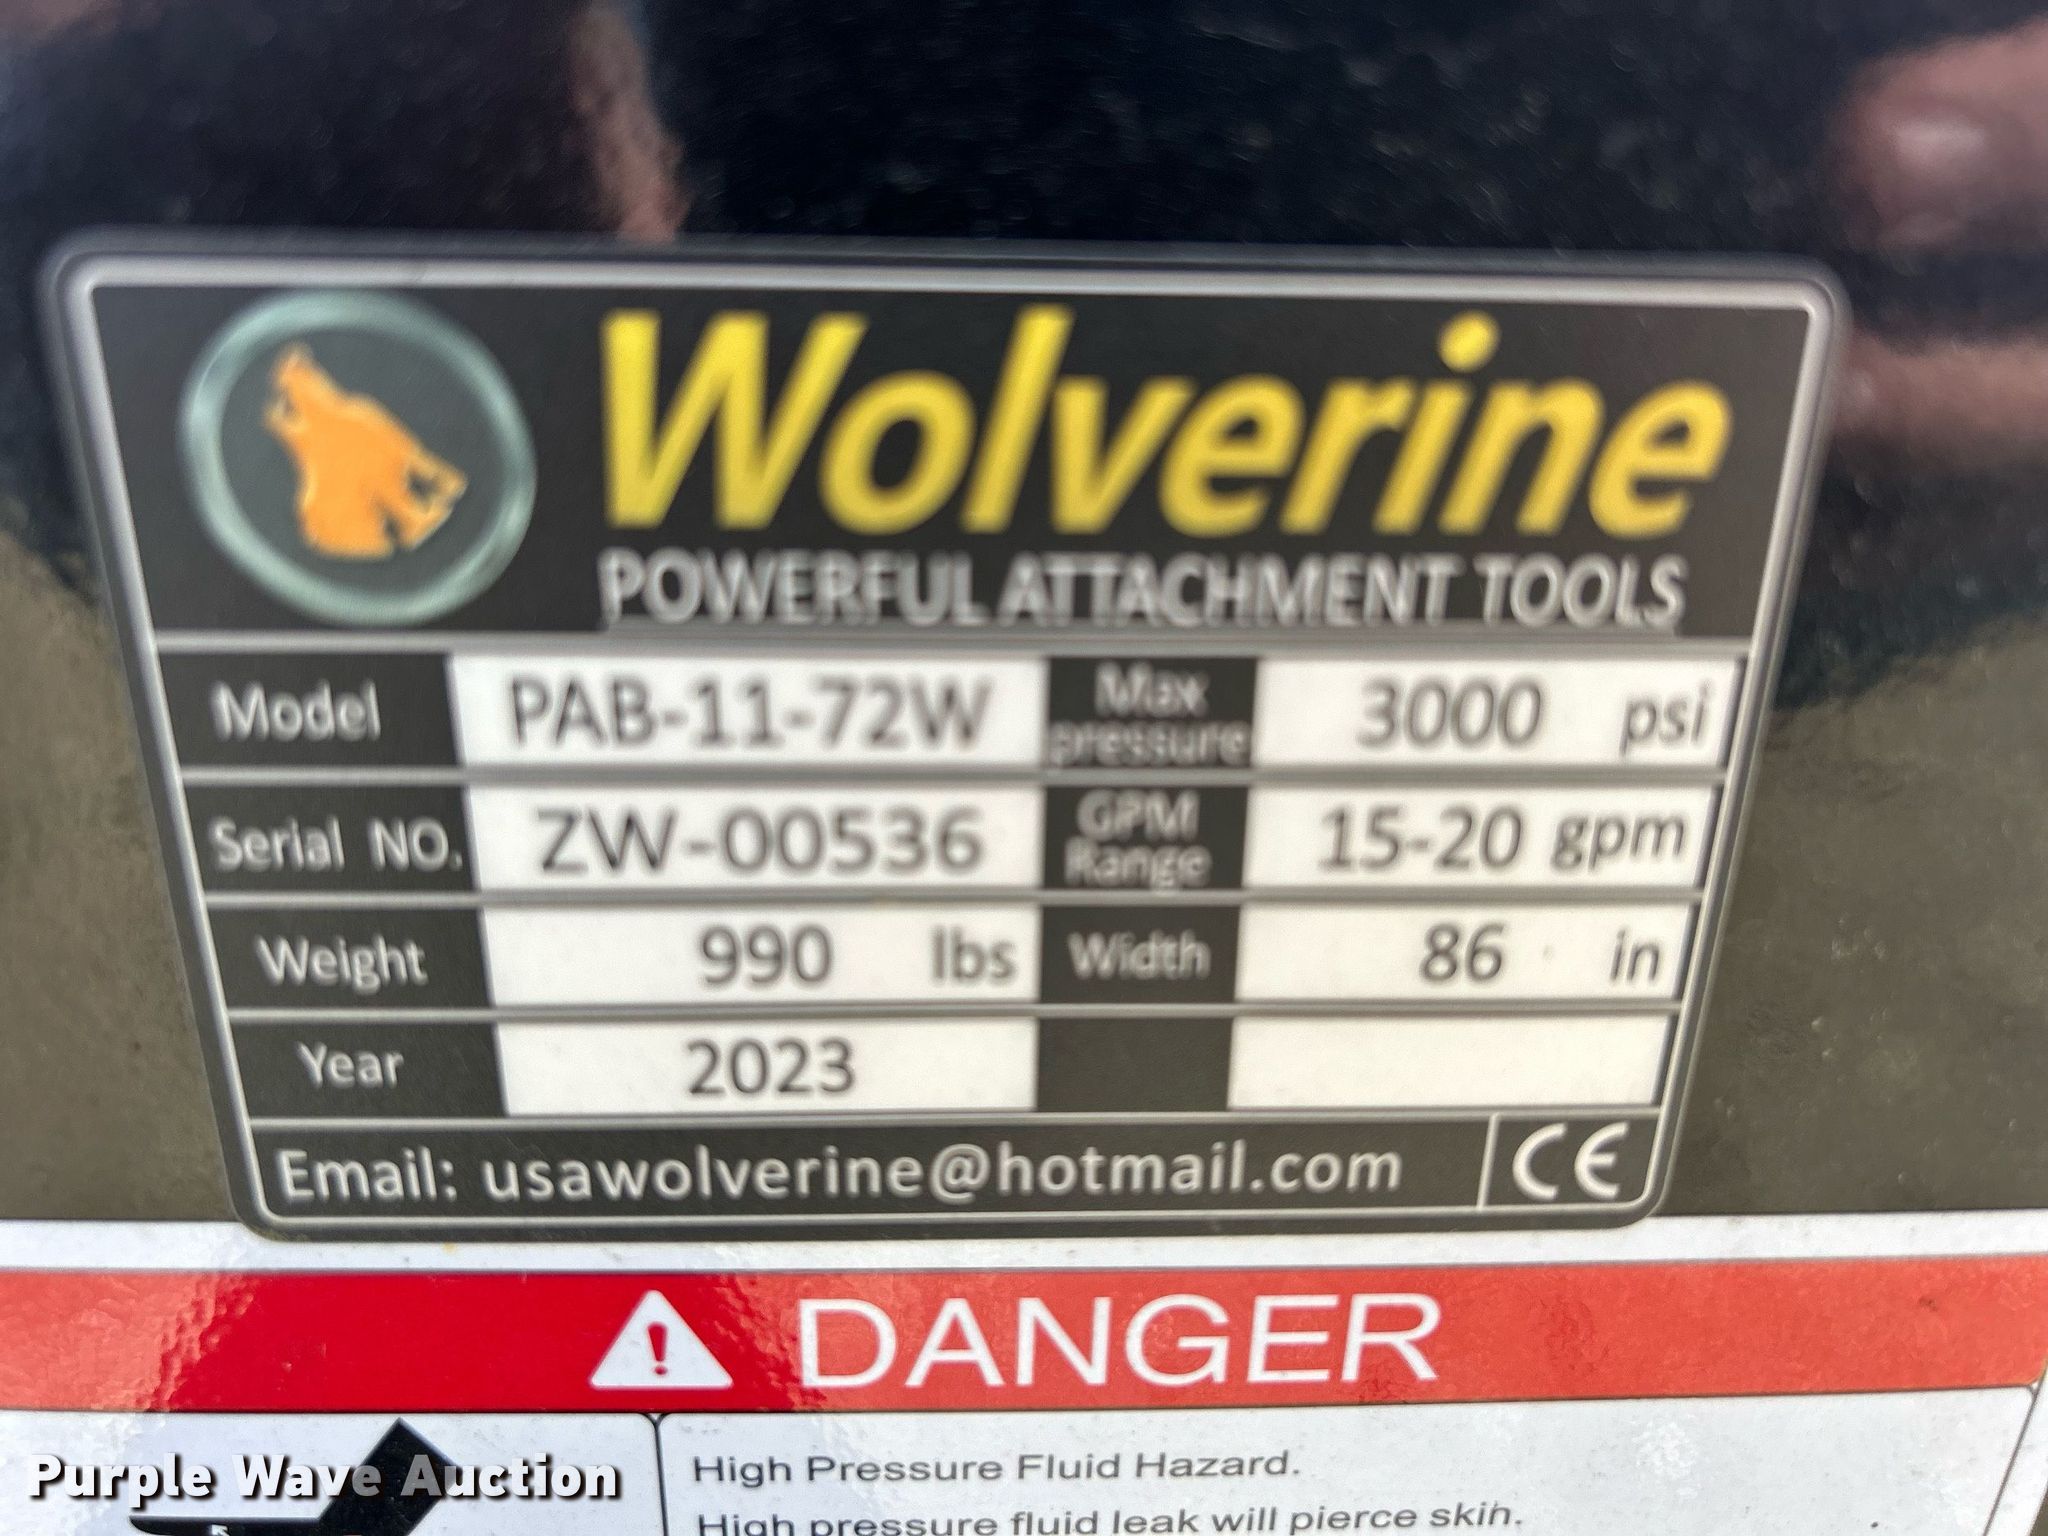 Wolverine
POWERFUL ATTACHMENT TOOLS
Model PAB-11-72W Max pressure 3000 psi
Serial NO. ZW-00536 GPM Range 15-20 gpm
Weight 990 lbs Width 86 in
Year 2023
Email: usawolverine@hotmail.com CE
DANGER
High Pressure Fluid Hazard.
High pressure fluid leak will pierce skin.
Purple Wave Auction